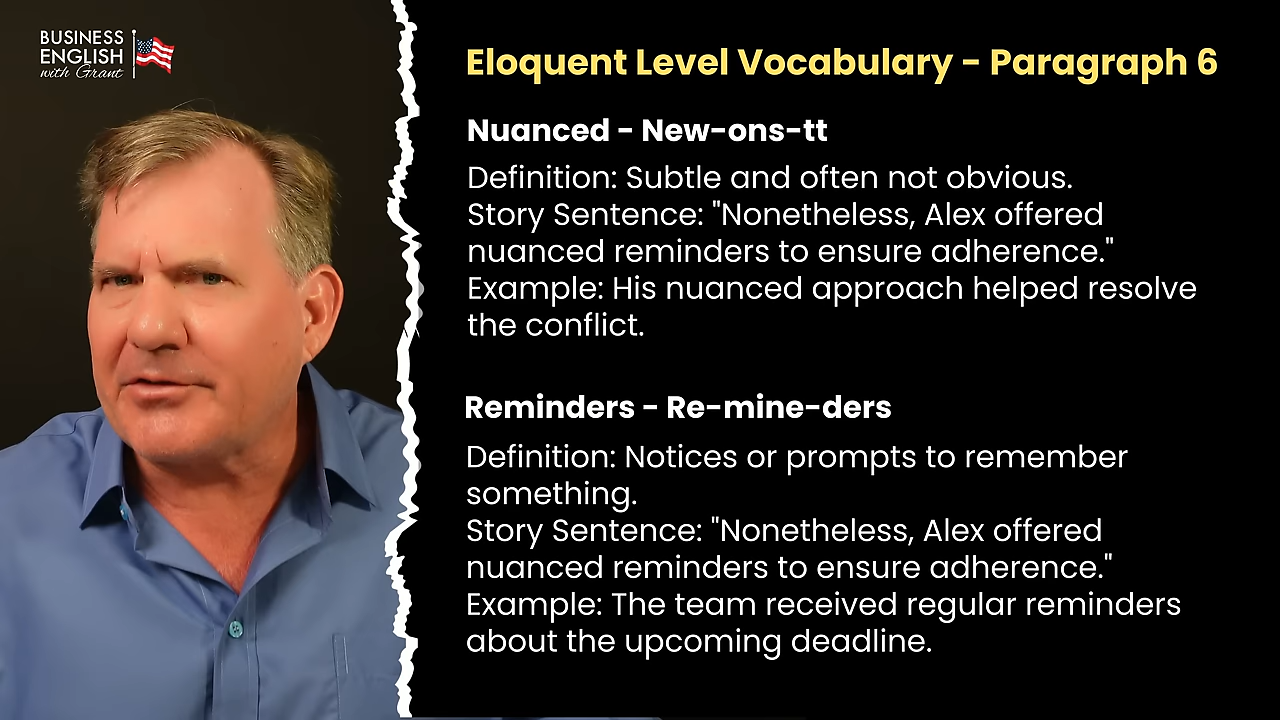 BUSINESS
ENGLISH
with Grant
Eloquent Level Vocabulary - Paragraph 6
Nuanced - New-ons-tt
Definition: Subtle and often not obvious.
Story Sentence: "Nonetheless, Alex offered
nuanced reminders to ensure adherence."
Example: His nuanced approach helped resolve
the conflict.
Reminders - Re-mine-ders
Definition: Notices or prompts to remember
something.
Story Sentence: "Nonetheless, Alex offered
nuanced reminders to ensure adherence."
Example: The team received regular reminders
about the upcoming deadline.